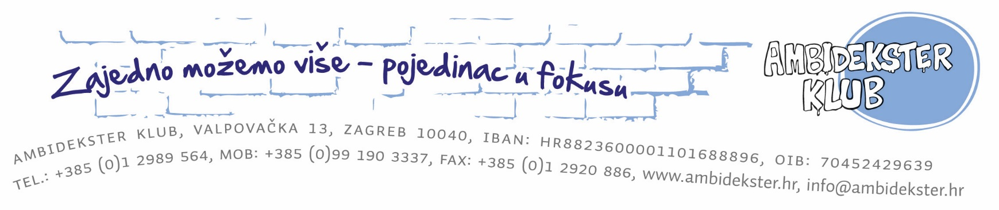 Zajedno možemo više – pojedinac u fokusu
AMBIDEKSTER
KLUB
AMBIDEKSTER KLUB, VALPOVAČKA 13, ZAGREB 10040, IBAN: HR8823600001101688896, OIB: 70452429639
TEL.: +385 (0)1 2989 564, MOB: +385 (0)99 190 3337, FAX: +385 (0)1 2920 886, www.ambidekster.hr, info@ambidekster.hr